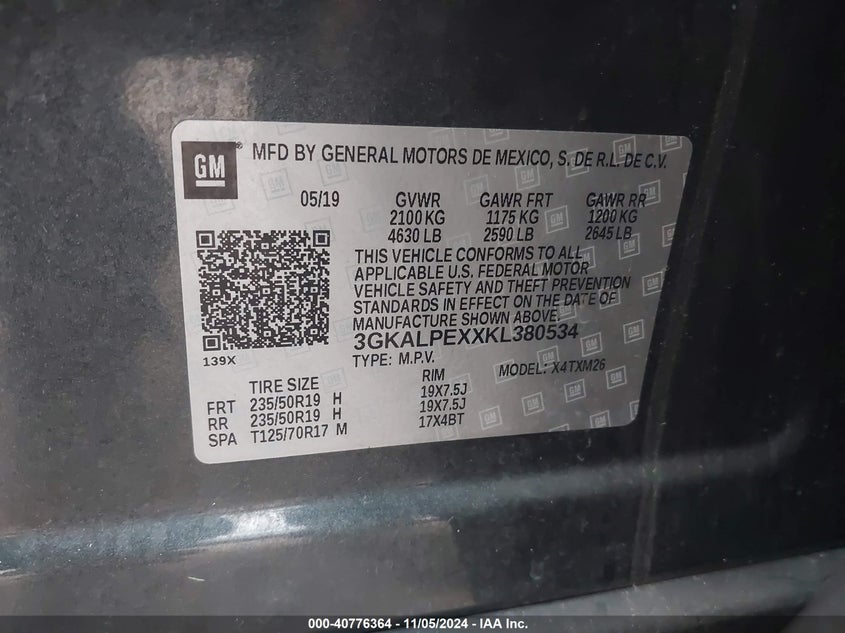 GM ® MFD BY GENERAL MOTORS DE MEXICO, S. DE R.L. DE C.V.
05/19 GVWR GAWR FRT GAWR RR
2100 KG 1175 KG 1200 KG
4630 LB 2590 LB 2645 LB
THIS VEHICLE CONFORMS TO ALL
APPLICABLE U.S. FEDERAL MOTOR
VEHICLE SAFETY AND THEFT PREVENTION
STANDARDS IN EFFECT ON THE DATE OF
MANUFACTURE SHOWN ABOVE.
3GKALPEXXKL380534
139X TYPE: M.P.V. MODEL: X4TXM26
TIRE SIZE RIM
FRT 235/50R19 H 19X7.5J
RR 235/50R19 H 19X7.5J
SPA T125/70R17 M 17X4BT
000-40776364 - 11/05/2024 - IAA Inc.